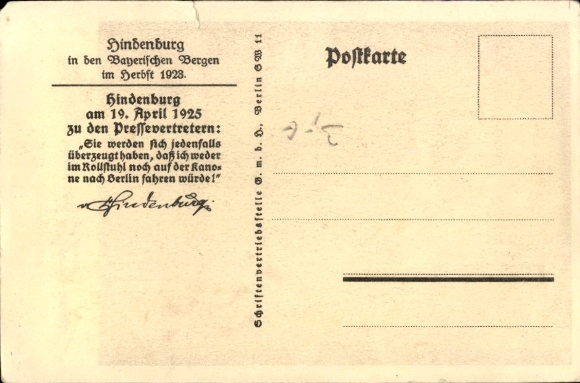 Hindenburg
in den Bayerischen Bergen
im Herbst 1923.
Hindenburg
am 19. April 1925
zu den Pressevertretern:
„Sie werden sich jedenfalls
überzeugt haben, daß ich weder
im Rollstuhl noch auf der Kano-
ne nach Berlin fahren würde!"
v. Hindenburg
Schriftenvertriebsstelle G. m. b. H., Berlin SW 11
Postkarte